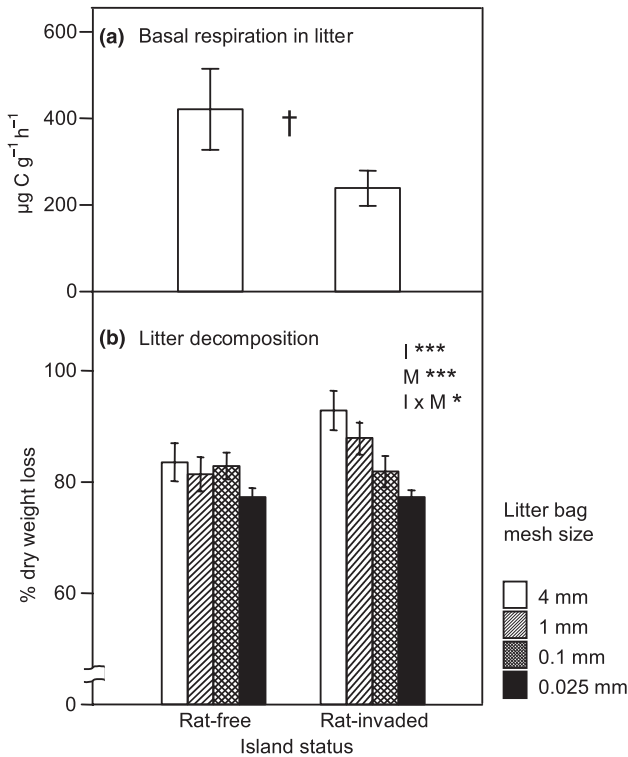 (a) Basal respiration in litter
600
400
200
0
µg C g⁻¹ h⁻¹
†
(b) Litter decomposition
I ***
M ***
I x M *
100
80
60
0
% dry weight loss
Rat-free Rat-invaded
Island status
Litter bag
mesh size
4 mm
1 mm
0.1 mm
0.025 mm